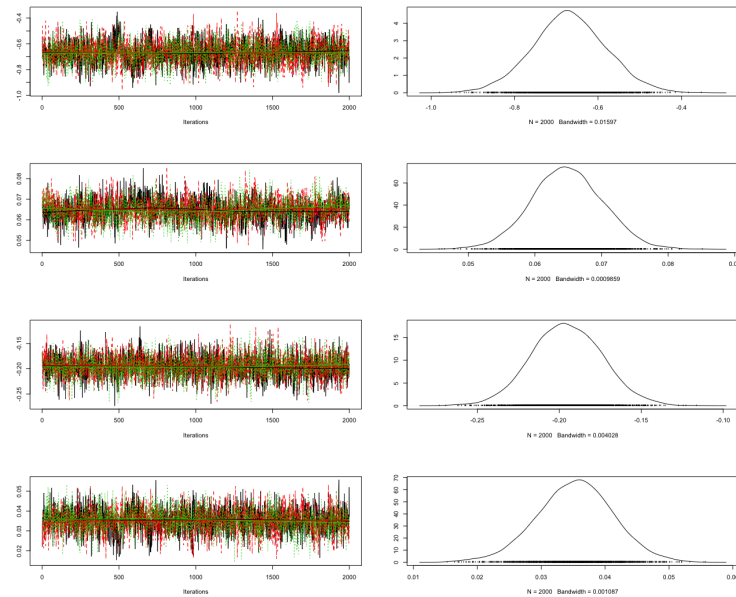 -1.0 -0.8 -0.6 -0.4
0 500 1000 1500 2000
Iterations
0 1 2 3 4
-1.0 -0.8 -0.6 -0.4
N = 2000 Bandwidth = 0.01597
0.05 0.06 0.07 0.08
0 500 1000 1500 2000
Iterations
0 20 40 60
0.05 0.06 0.07 0.08
N = 2000 Bandwidth = 0.0009859
-0.25 -0.20 -0.15
0 500 1000 1500 2000
Iterations
0 5 10 15
-0.25 -0.20 -0.15 -0.10
N = 2000 Bandwidth = 0.004028
0.02 0.03 0.04 0.05
0 500 1000 1500 2000
Iterations
0 10 20 30 40 50 60 70
0.01 0.02 0.03 0.04 0.05
N = 2000 Bandwidth = 0.001087